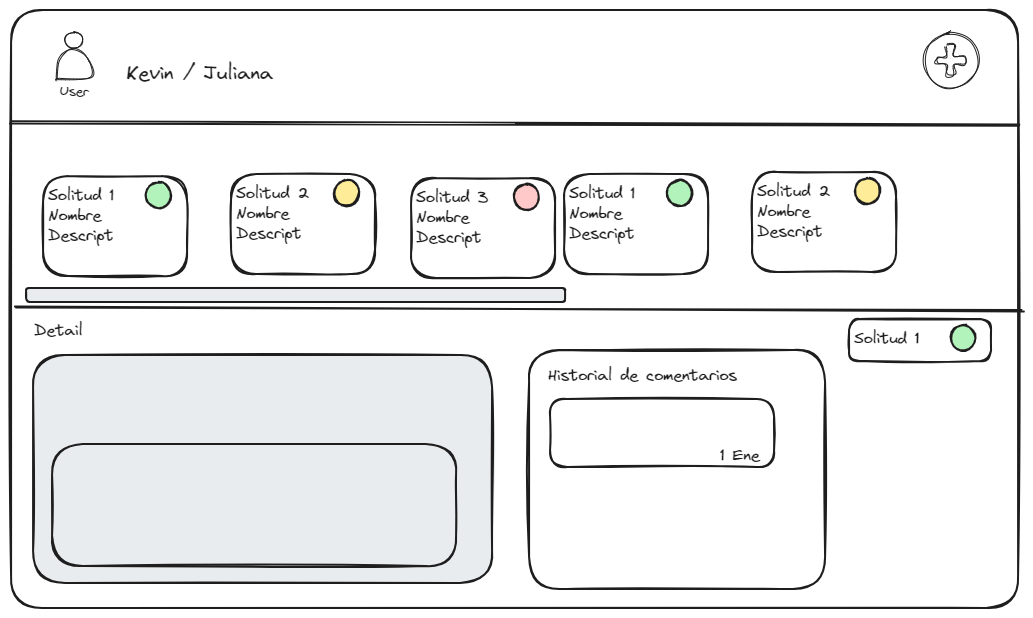 User
Kevin / Juliana
Solitud 1
Nombre
Descript
Solitud 2
Nombre
Descript
Solitud 3
Nombre
Descript
Solitud 1
Nombre
Descript
Solitud 2
Nombre
Descript
Detail
Solitud 1
Historial de comentarios
1 Ene